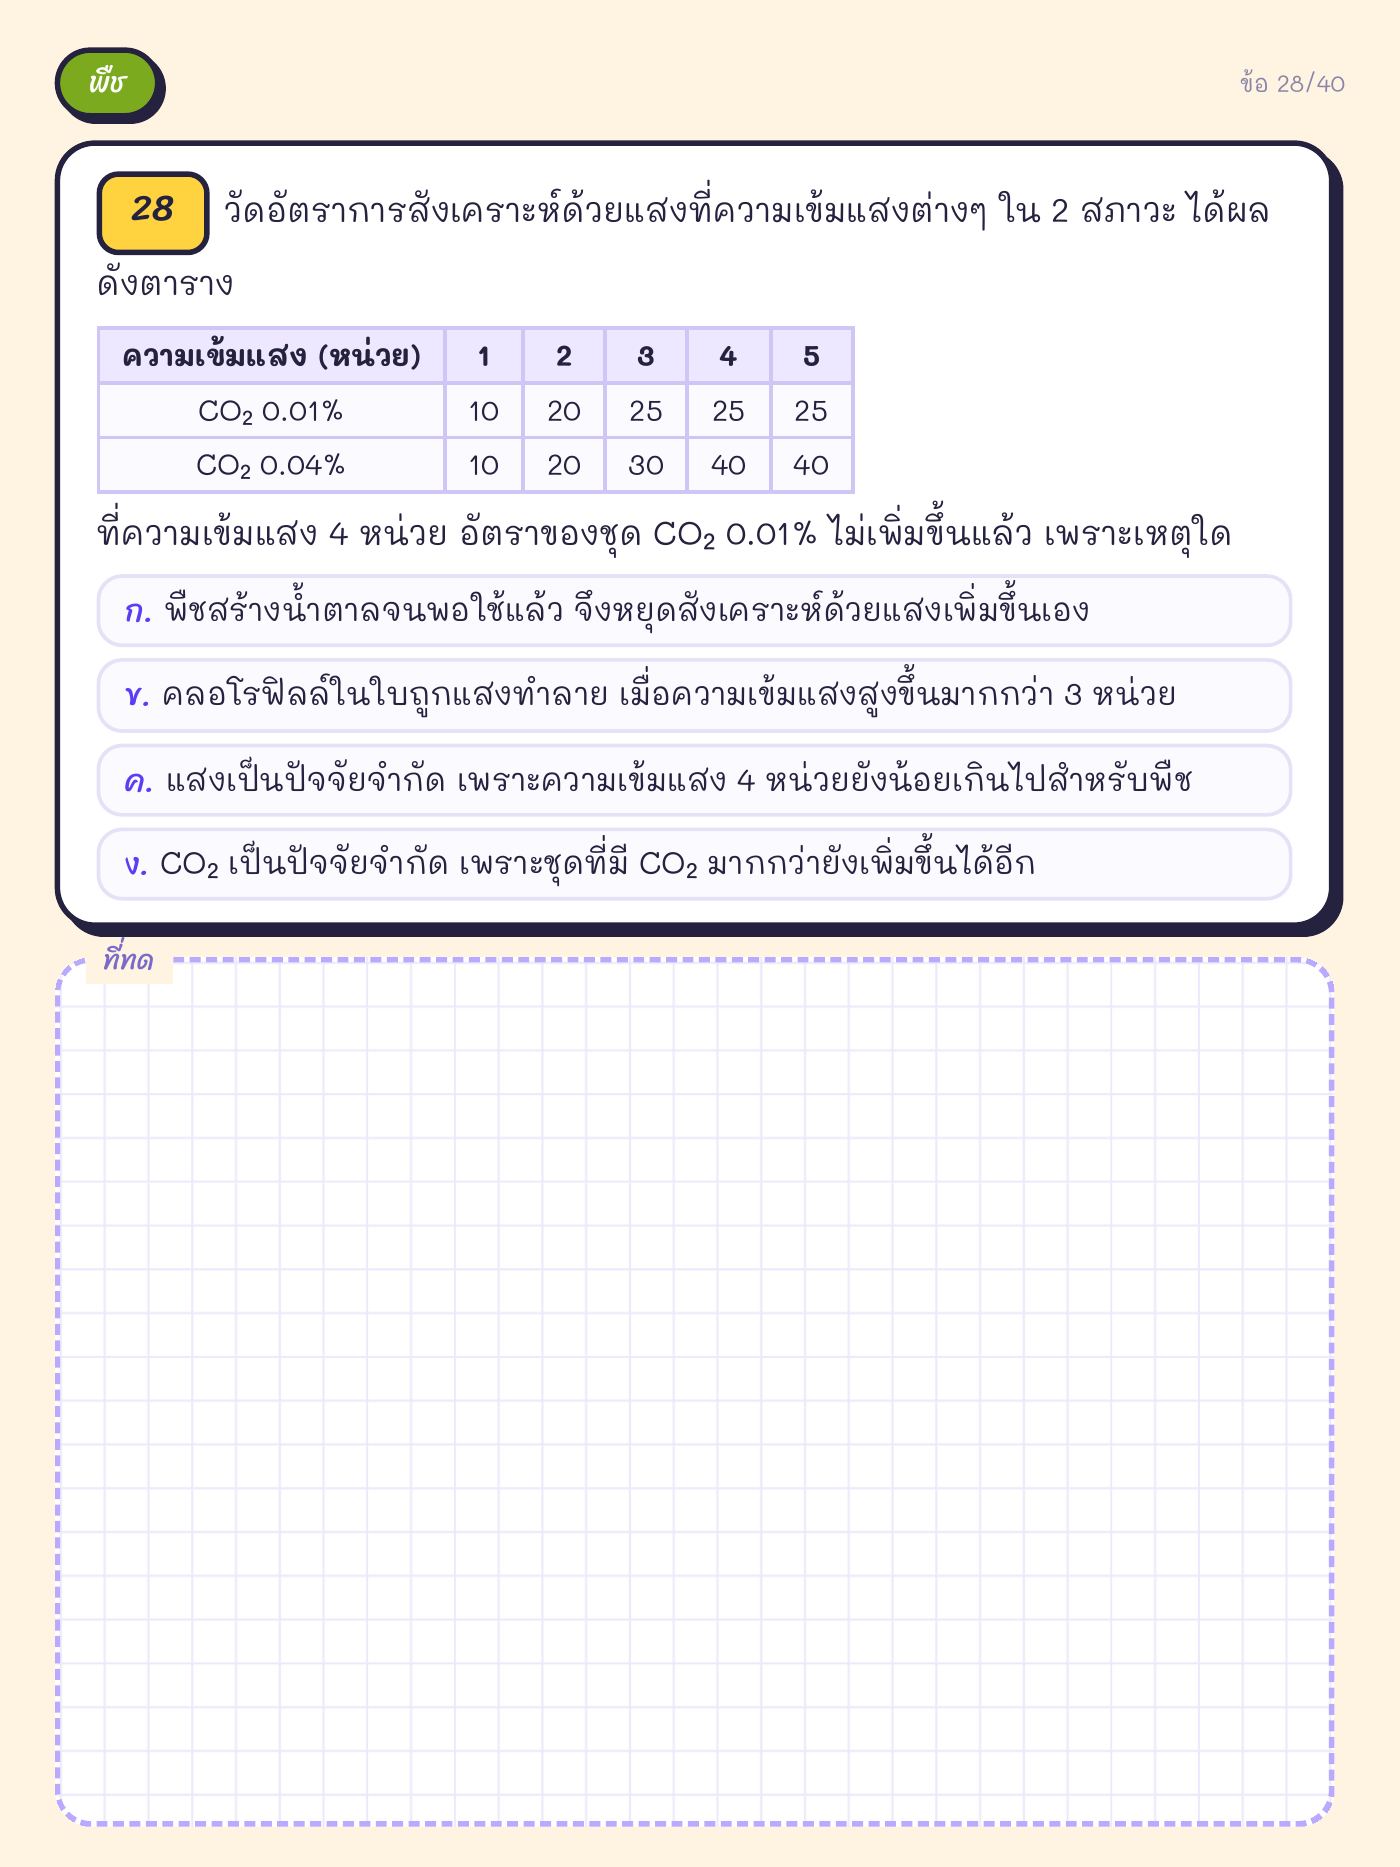 พืช
ข้อ 28/40
28 วัดอัตราการสังเคราะห์ด้วยแสงที่ความเข้มแสงต่างๆ ใน 2 สภาวะ ได้ผล
ดังตาราง
ความเข้มแสง (หน่วย) 1 2 3 4 5
CO₂ 0.01% 10 20 25 25 25
CO₂ 0.04% 10 20 30 40 40
ที่ความเข้มแสง 4 หน่วย อัตราของชุด CO₂ 0.01% ไม่เพิ่มขึ้นแล้ว เพราะเหตุใด
ก. พืชสร้างน้ำตาลจนพอใช้แล้ว จึงหยุดสังเคราะห์ด้วยแสงเพิ่มขึ้นเอง
ข. คลอโรฟิลล์ในใบถูกแสงทำลาย เมื่อความเข้มแสงสูงขึ้นมากกว่า 3 หน่วย
ค. แสงเป็นปัจจัยจำกัด เพราะความเข้มแสง 4 หน่วยยังน้อยเกินไปสำหรับพืช
ง. CO₂ เป็นปัจจัยจำกัด เพราะชุดที่มี CO₂ มากกว่ายังเพิ่มขึ้นได้อีก
ที่ทด